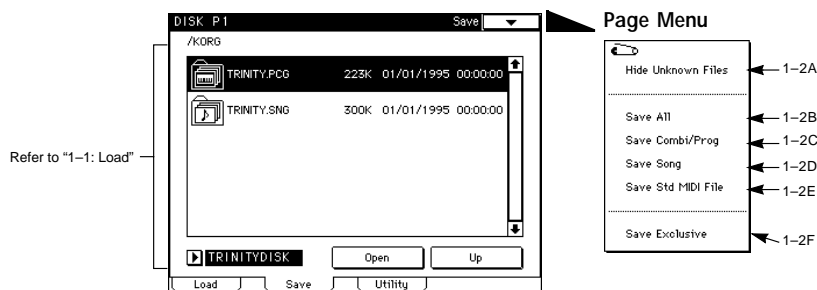 DISK P1 Save
/KORG
TRINITY.PCG 223K 01/01/1995 00:00:00
TRINITY.SNG 300K 01/01/1995 00:00:00
Refer to “1–1: Load”
TRINITYDISK Open Up
Load Save Utility
Page Menu
Hide Unknown Files 1–2A
Save All 1–2B
Save Combi/Prog 1–2C
Save Song 1–2D
Save Std MIDI File 1–2E
Save Exclusive 1–2F